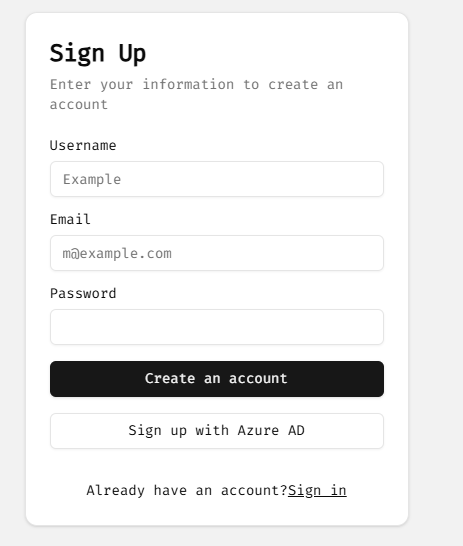 Sign Up
Enter your information to create an
account
Username
Example
Email
m@example.com
Password
Create an account
Sign up with Azure AD
Already have an account?Sign in